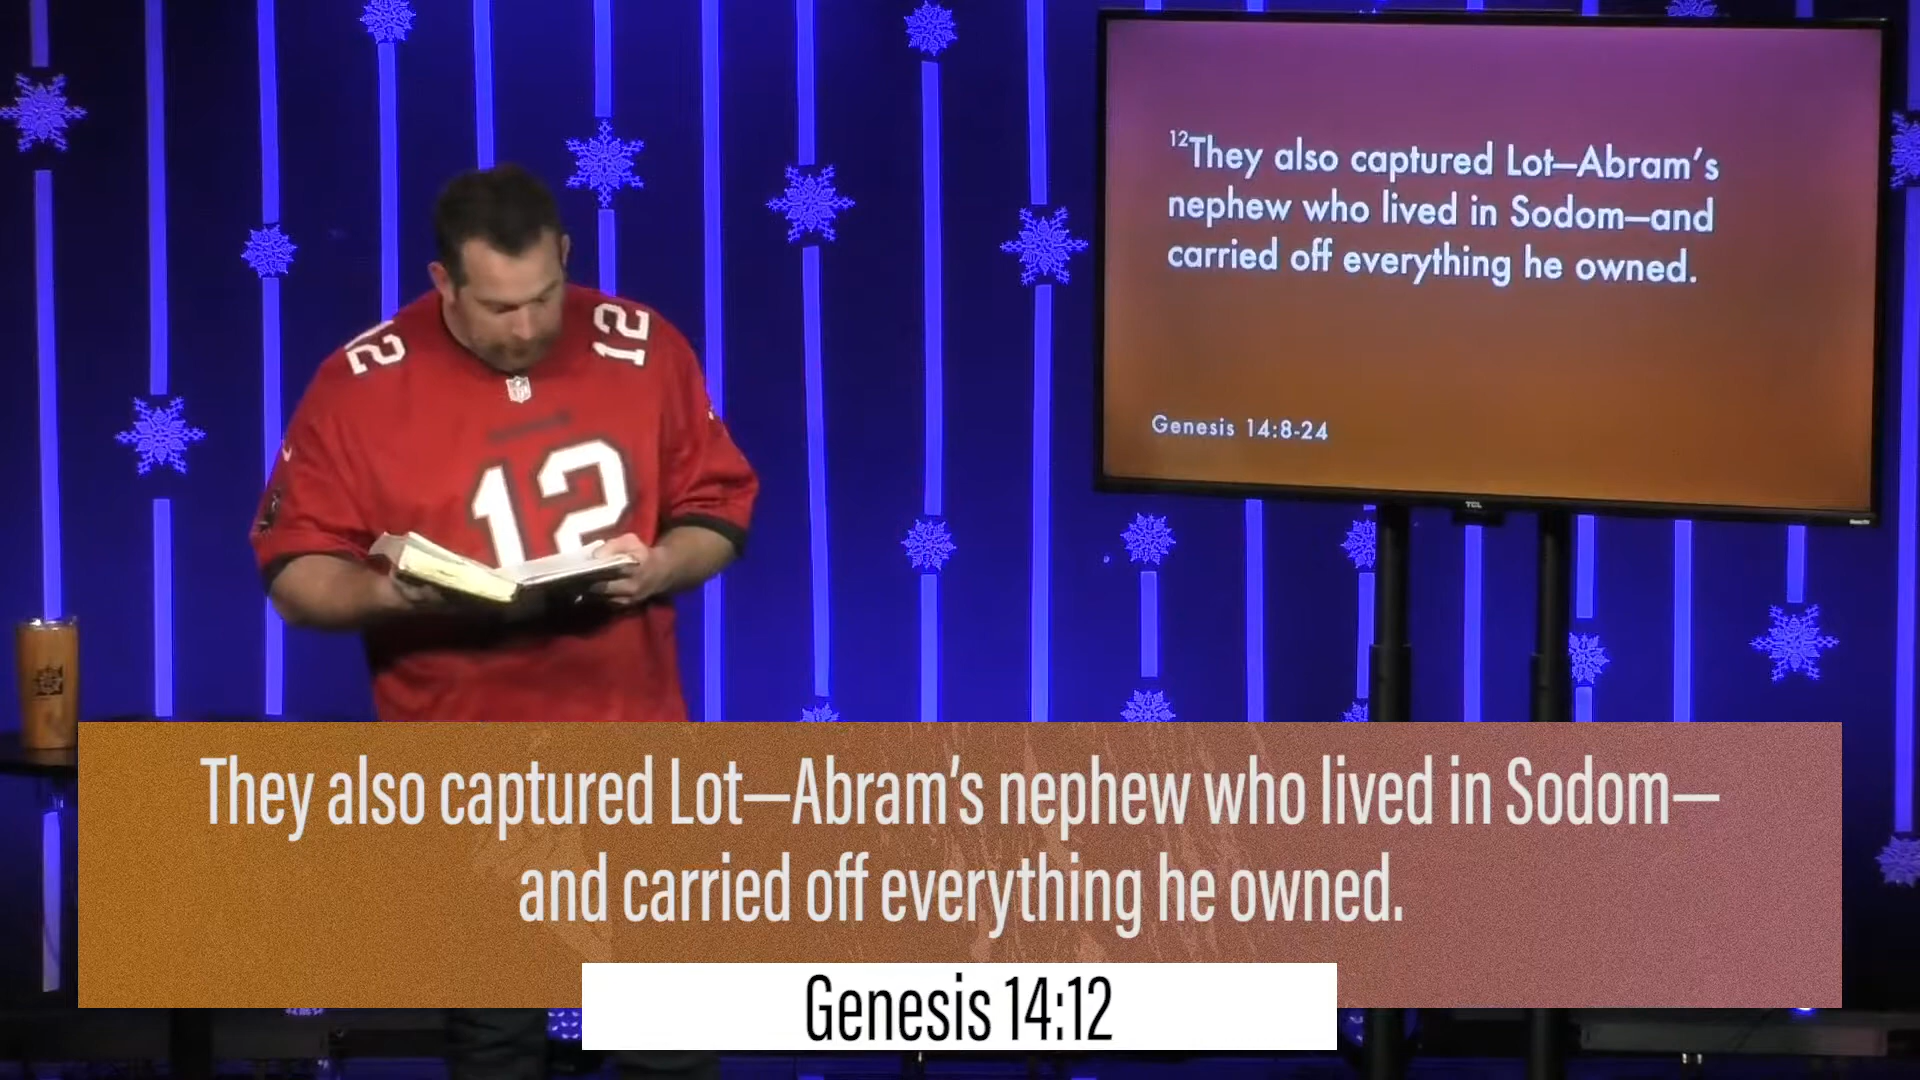 12They also captured Lot—Abram's
nephew who lived in Sodom—and
carried off everything he owned.
Genesis 14:8-24
TCL
12
12
12
They also captured Lot—Abram's nephew who lived in Sodom—
and carried off everything he owned.
Genesis 14:12